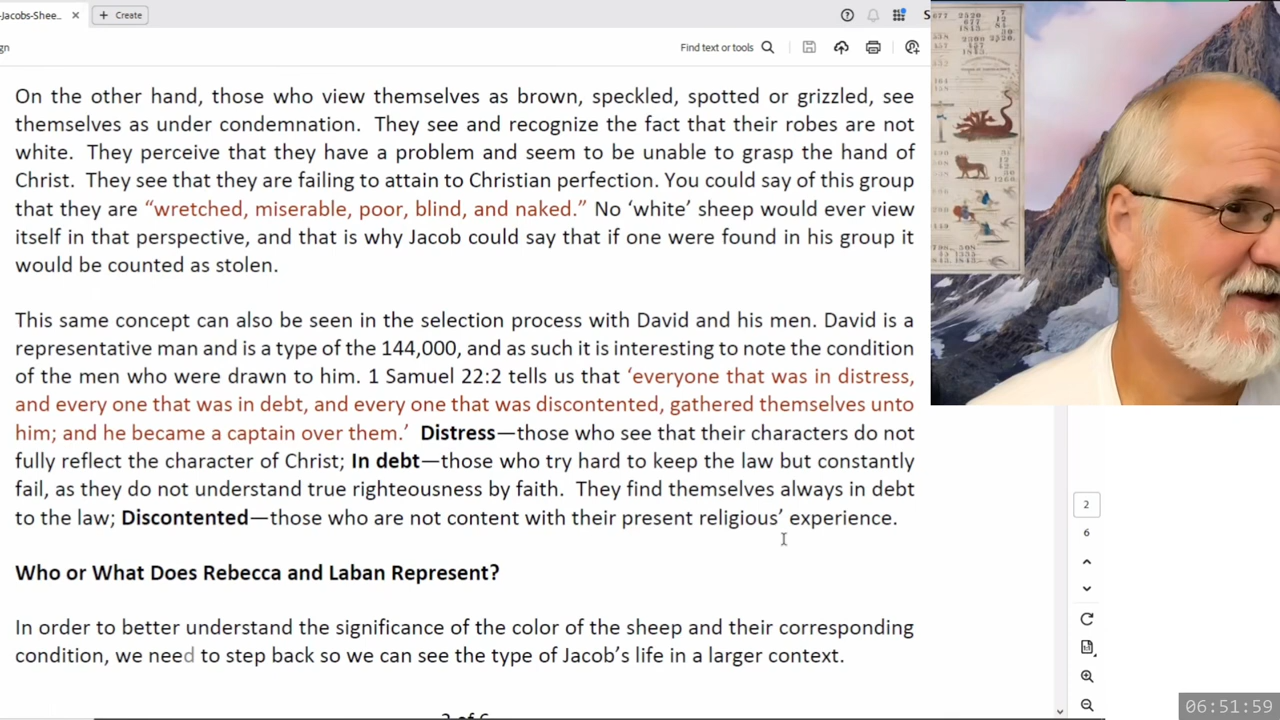 -Jacobs-Shee...
Create
gn
Find text or tools
On the other hand, those who view themselves as brown, speckled, spotted or grizzled, see
themselves as under condemnation. They see and recognize the fact that their robes are not
white. They perceive that they have a problem and seem to be unable to grasp the hand of
Christ. They see that they are failing to attain to Christian perfection. You could say of this group
that they are “wretched, miserable, poor, blind, and naked.” No ‘white’ sheep would ever view
itself in that perspective, and that is why Jacob could say that if one were found in his group it
would be counted as stolen.
This same concept can also be seen in the selection process with David and his men. David is a
representative man and is a type of the 144,000, and as such it is interesting to note the condition
of the men who were drawn to him. 1 Samuel 22:2 tells us that ‘everyone that was in distress,
and every one that was in debt, and every one that was discontented, gathered themselves unto
him; and he became a captain over them.’ Distress—those who see that their characters do not
fully reflect the character of Christ; In debt—those who try hard to keep the law but constantly
fail, as they do not understand true righteousness by faith. They find themselves always in debt
to the law; Discontented—those who are not content with their present religious’ experience.
Who or What Does Rebecca and Laban Represent?
In order to better understand the significance of the color of the sheep and their corresponding
condition, we need to step back so we can see the type of Jacob’s life in a larger context.
2
6
06:51:59